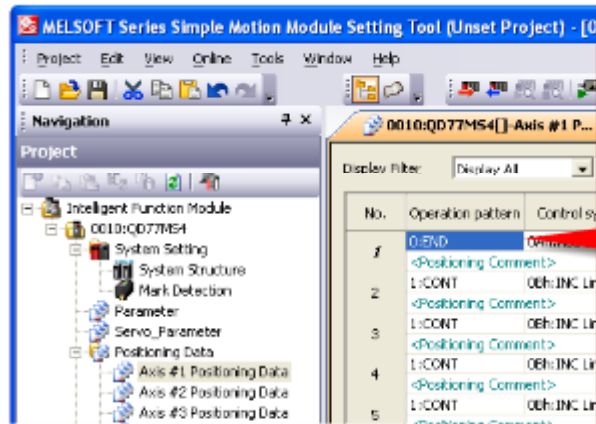 MELSOFT Series Simple Motion Module Setting Tool (Unset Project) - [0
Project Edit View Online Tools Window Help
Navigation
0010:QD77MS4[]-Axis #1 P...
Project
Display Filter Display All
Intelligent Function Module
0010:QD77MS4
System Setting
System Structure
Mark Detection
Parameter
Servo_Parameter
Positioning Data
Axis #1 Positioning Data
Axis #2 Positioning Data
Axis #3 Positioning Data
No. Operation pattern Control sy
1 0:END
<Positioning Comment>
2 1:CONT 0Bh:INC Lin
<Positioning Comment>
3 1:CONT 0Bh:INC Lin
<Positioning Comment>
4 1:CONT 0Bh:INC Lin
<Positioning Comment>
5 1:CONT 0Bh:INC Lin